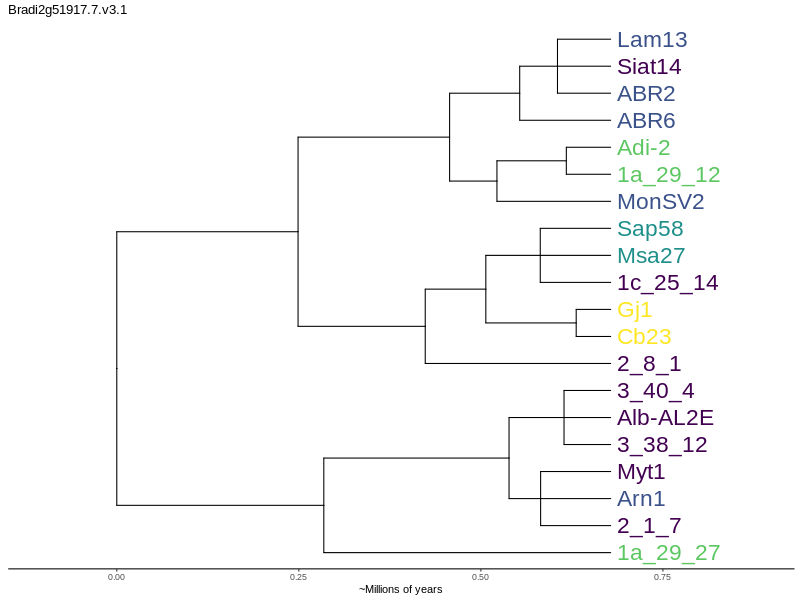 Bradi2g51917.7.v3.1
Lam13
Siat14
ABR2
ABR6
Adi-2
1a_29_12
MonSV2
Sap58
Msa27
1c_25_14
Gj1
Cb23
2_8_1
3_40_4
Alb-AL2E
3_38_12
Myt1
Arn1
2_1_7
1a_29_27
0.00 0.25 0.50 0.75
~Millions of years